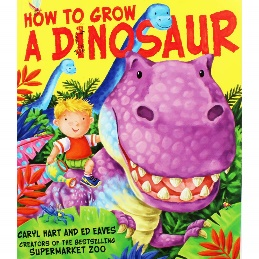 HOW TO GROW
A DINOSAUR
CARYL HART AND ED EAVES
CREATORS OF THE BESTSELLING
SUPERMARKET ZOO